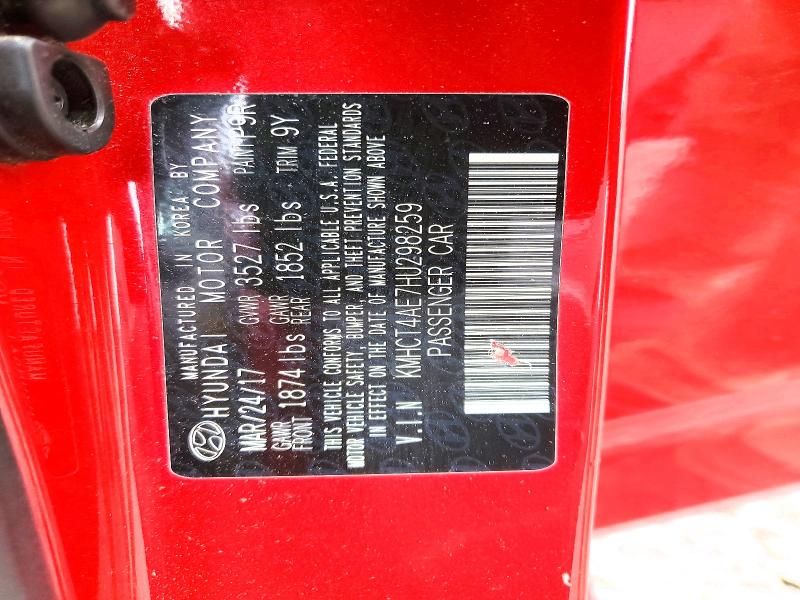 MANUFACTURED IN KOREA BY
HYUNDAI MOTOR COMPANY
MAR/24/17 GVWR 3527 lbs PAINT
GAWR FRONT 1874 lbs GAWR REAR 1852 lbs TRIM 9Y
THIS VEHICLE CONFORMS TO ALL APPLICABLE U.S.A. FEDERAL
MOTOR VEHICLE SAFETY, BUMPER, AND THEFT PREVENTION STANDARDS
IN EFFECT ON THE DATE OF MANUFACTURE SHOWN ABOVE
V.I.N KMHCT4AE7HU298259
PASSENGER CAR